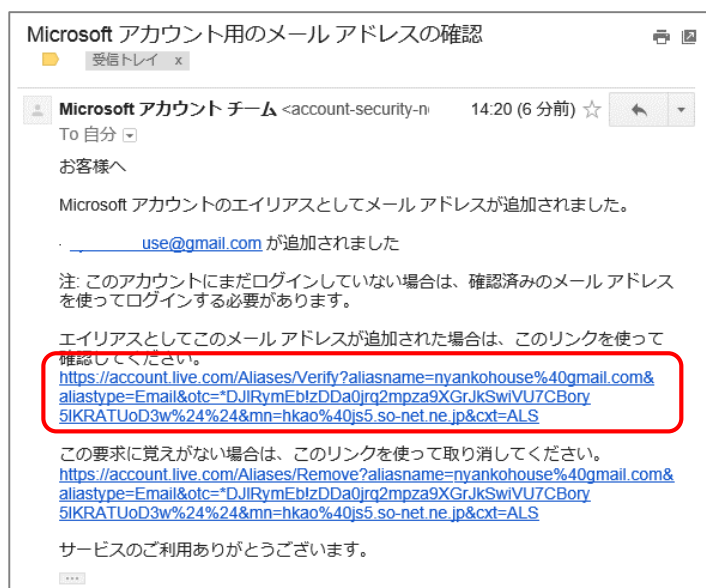 Microsoft アカウント用のメール アドレスの確認
受信トレイ x
Microsoft アカウント チーム <account-security-n 14:20 (6 分前)
To 自分
お客様へ
Microsoft アカウントのエイリアスとしてメール アドレスが追加されました。
· use@gmail.com が追加されました
注: このアカウントにまだログインしていない場合は、確認済みのメール アドレス
を使ってログインする必要があります。
エイリアスとしてこのメール アドレスが追加された場合は、このリンクを使って
確認してください。
https://account.live.com/Aliases/Verify?aliasname=nyankohouse%40gmail.com&
aliastype=Email&otc=*DJlRymEbIzDDa0jrq2mpza9XGrJkSwiVU7CBory
5lKRATUoD3w%24%24&mn=hkao%40js5.so-net.ne.jp&cxt=ALS
この要求に覚えがない場合は、このリンクを使って取り消してください。
https://account.live.com/Aliases/Remove?aliasname=nyankohouse%40gmail.com&
aliastype=Email&otc=*DJlRymEbIzDDa0jrq2mpza9XGrJkSwiVU7CBory
5lKRATUoD3w%24%24&mn=hkao%40js5.so-net.ne.jp&cxt=ALS
サービスのご利用ありがとうございます。